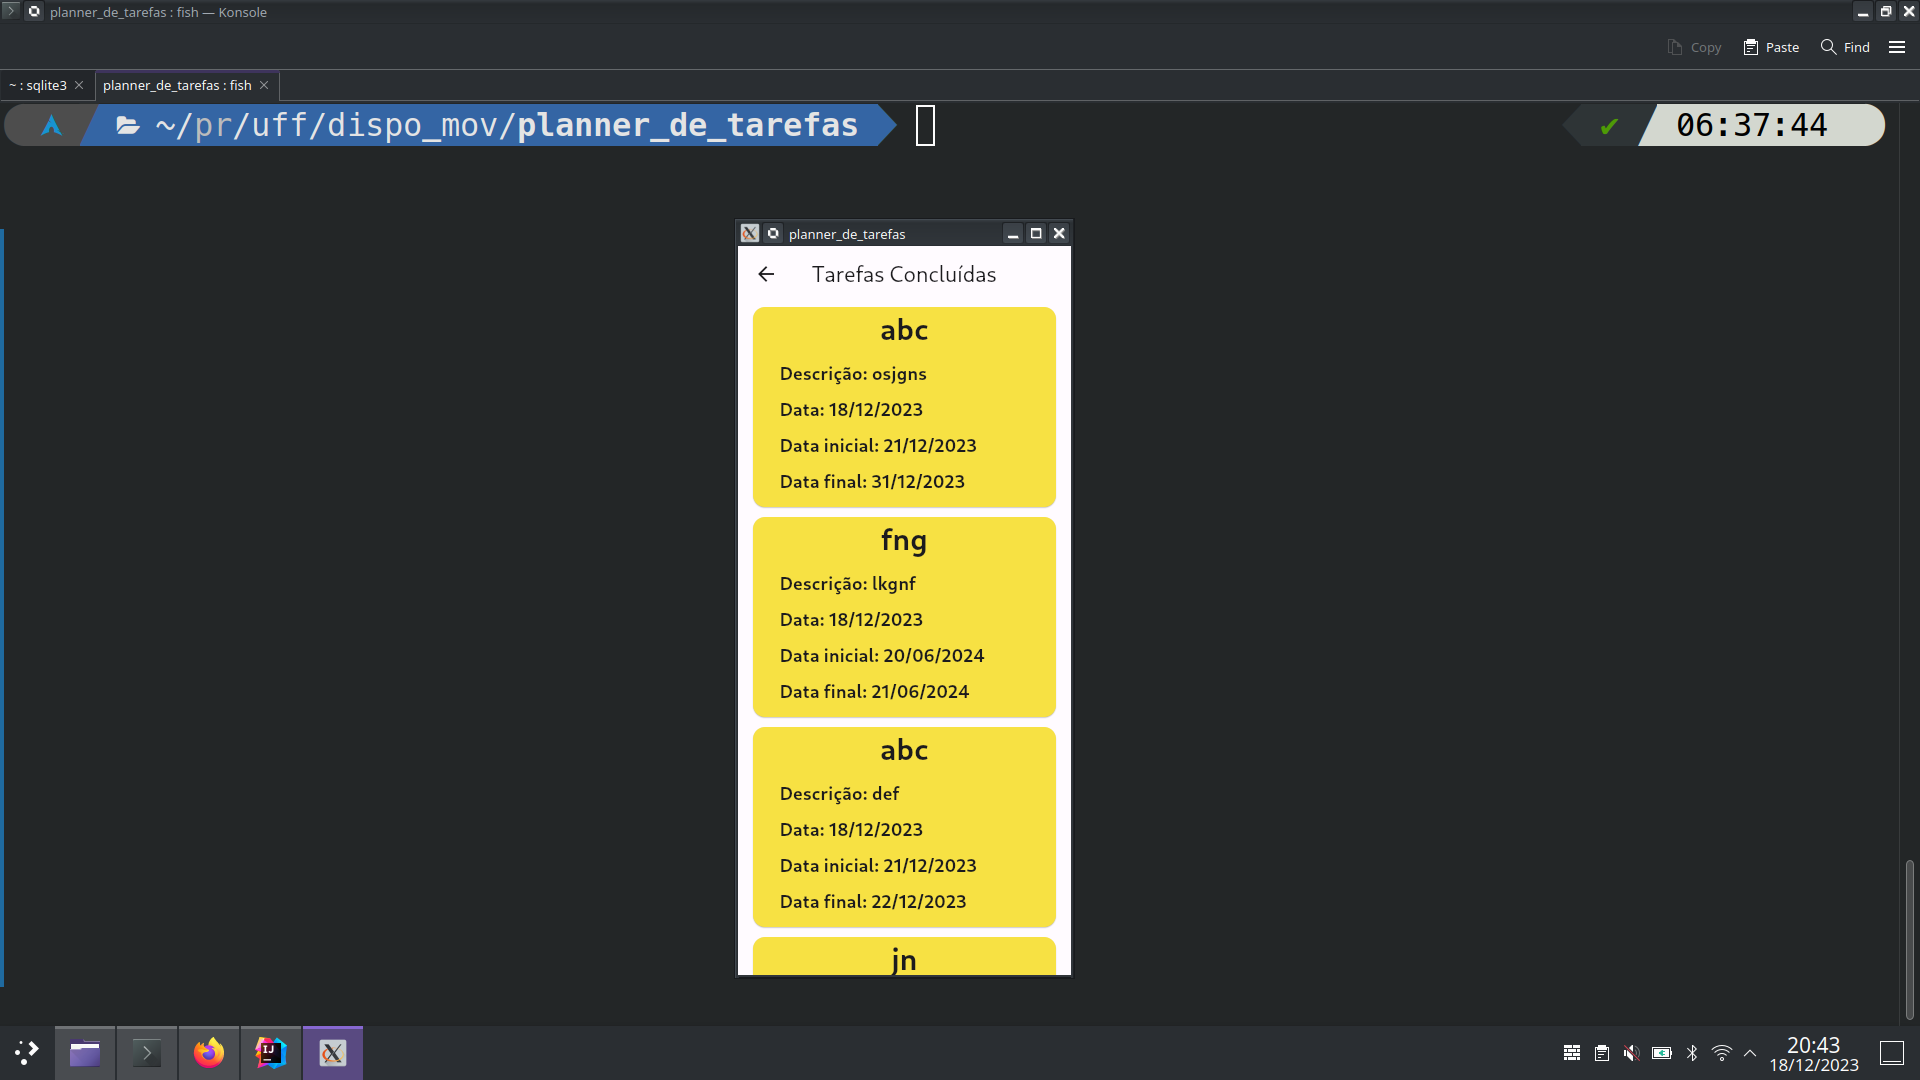 planner_de_tarefas : fish — Konsole
Copy
Paste
Find
~ : sqlite3
planner_de_tarefas : fish
~/pr/uff/dispo_mov/planner_de_tarefas
06:37:44
planner_de_tarefas
Tarefas Concluídas
abc
Descrição: osjgns
Data: 18/12/2023
Data inicial: 21/12/2023
Data final: 31/12/2023
fng
Descrição: lkgnf
Data: 18/12/2023
Data inicial: 20/06/2024
Data final: 21/06/2024
abc
Descrição: def
Data: 18/12/2023
Data inicial: 21/12/2023
Data final: 22/12/2023
jn
IJ
20:43
18/12/2023